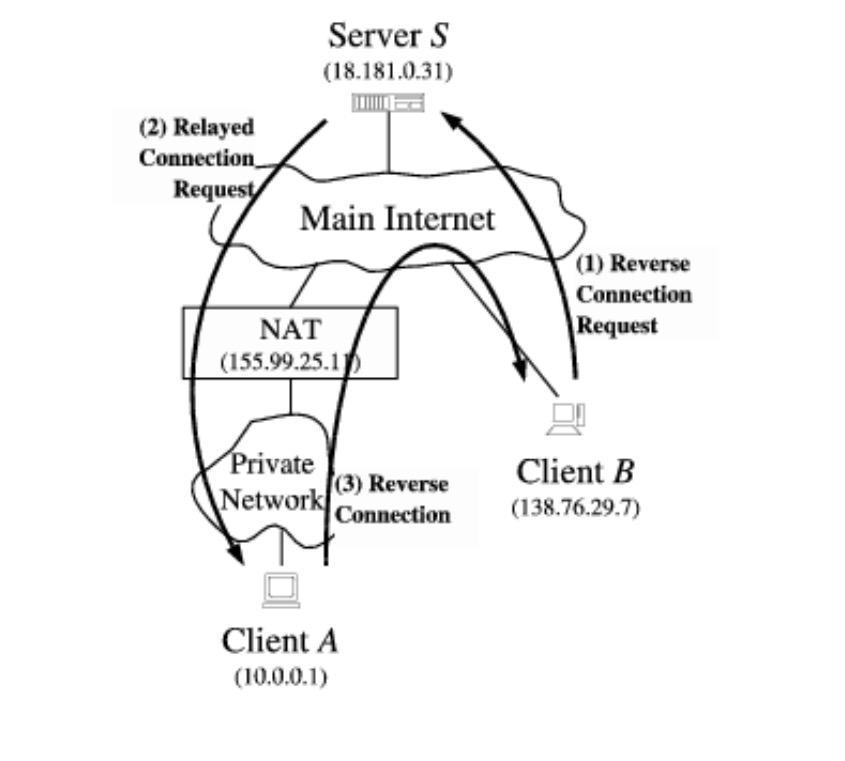 Server S
(18.181.0.31)
(2) Relayed
Connection
Request
Main Internet
(1) Reverse
Connection
Request
NAT
(155.99.25.11)
Private
Network
(3) Reverse
Connection
Client B
(138.76.29.7)
Client A
(10.0.0.1)